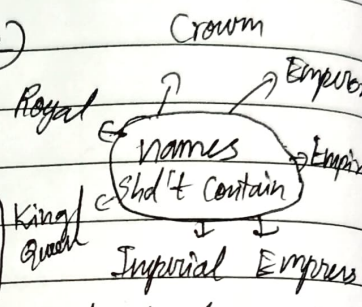 Crown
Emperor
Royal
names
Empire
Shd't Contain
King
Queen
Imperial Empress